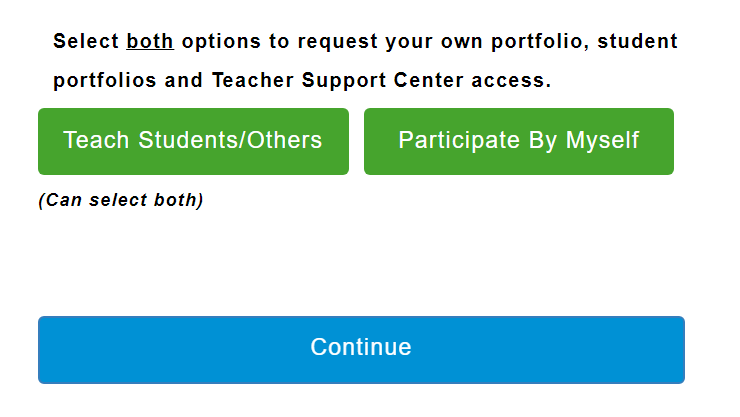 Select both options to request your own portfolio, student
portfolios and Teacher Support Center access.
Teach Students/Others
Participate By Myself
(Can select both)
Continue